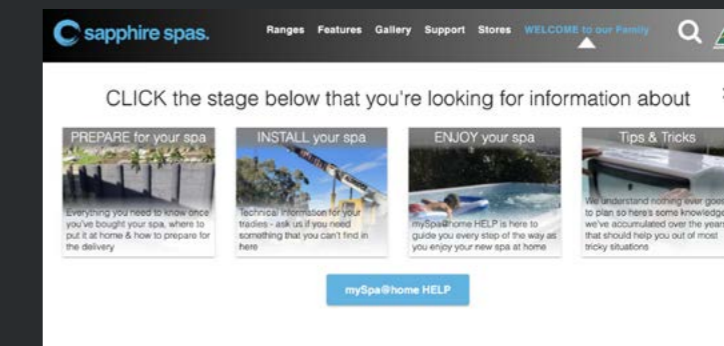 sapphire spas.
Ranges Features Gallery Support Stores WELCOME to our Family
CLICK the stage below that you're looking for information about
PREPARE for your spa
Everything you need to know once
you've bought your spa, where to
put it at home & how to prepare for
the delivery
INSTALL your spa
Technical information for your
tradies - ask us if you need
something that you can't find in
here
ENJOY your spa
mySpa@home HELP is here to
guide you every step of the way as
you enjoy your new spa at home
Tips & Tricks
We understand nothing ever goes
to plan so here's some knowledge
we've accumulated over the years
that should help you out of most
tricky situations
mySpa@home HELP